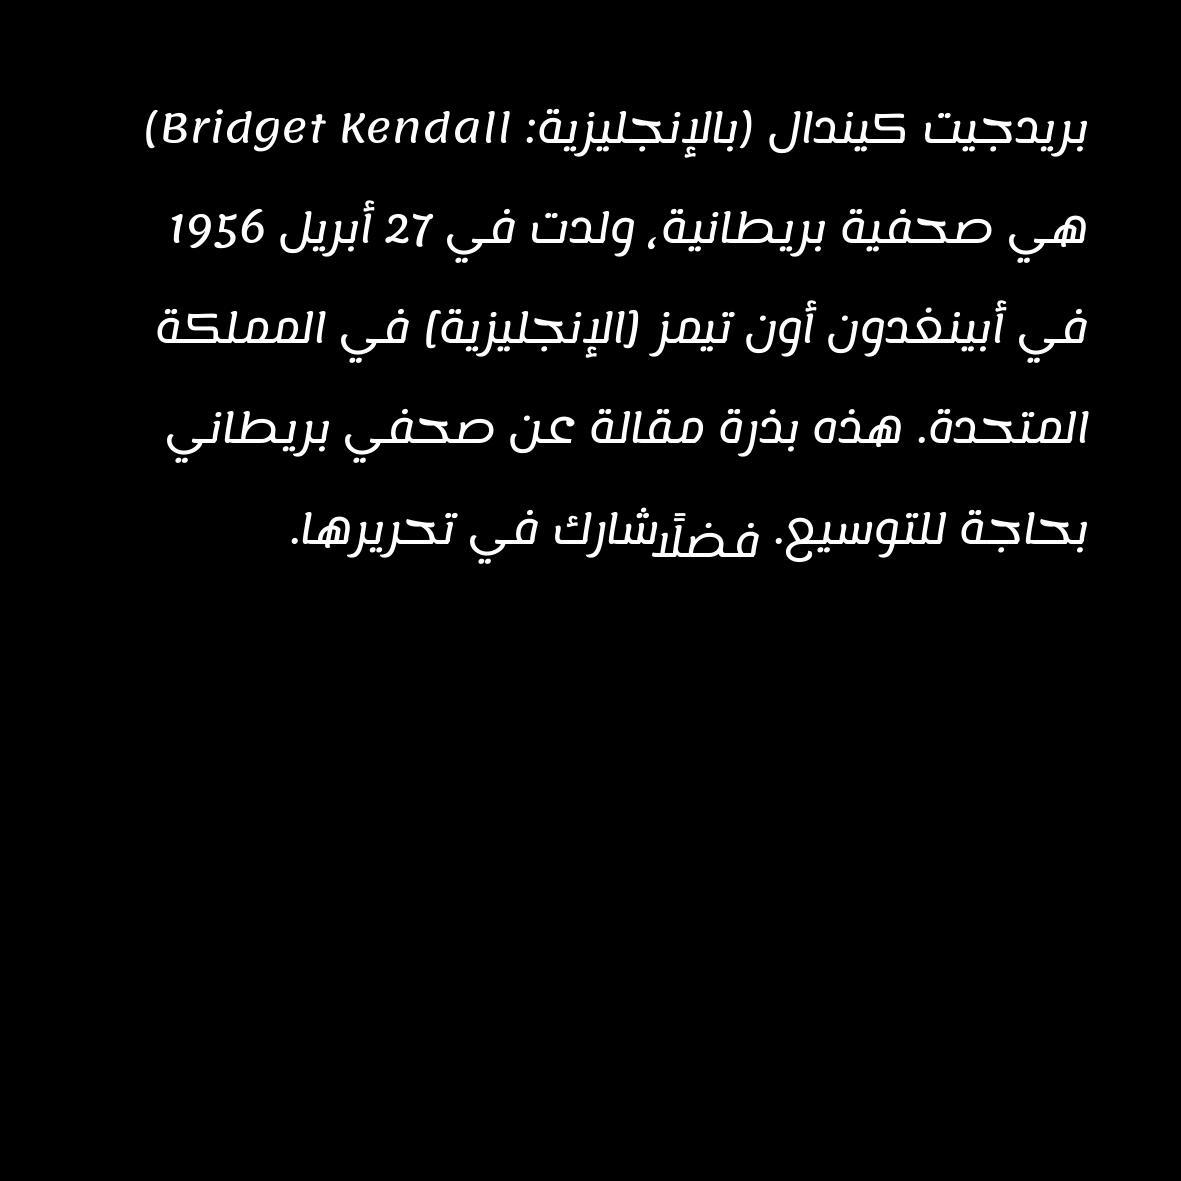 بريدجيت كيندال (بالإنجليزية: Bridget Kendall)
هي صحفية بريطانية، ولدت في 27 أبريل 1956
في أبينغدون أون تيمز [الإنجليزية] في المملكة
المتحدة. هذه بذرة مقالة عن صحفي بريطاني
بحاجة للتوسيع. فضلًا شارك في تحريرها.